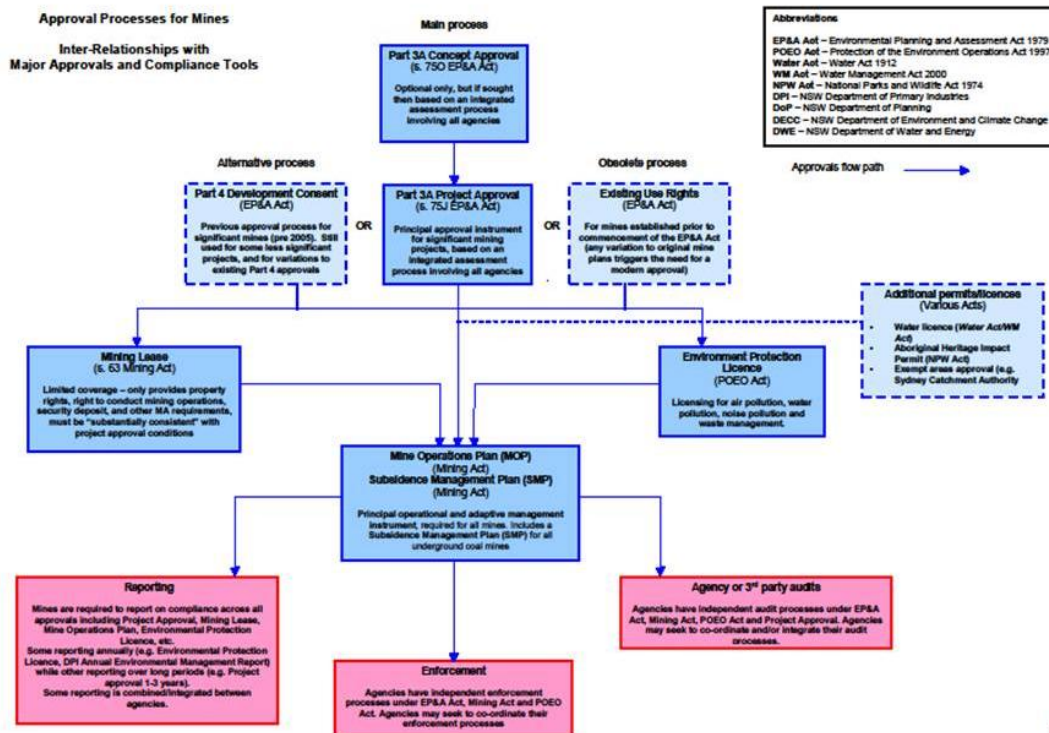 Approval Processes for Mines
Inter-Relationships with
Major Approvals and Compliance Tools
Main process
Part 3A Concept Approval
(s. 75O EP&A Act)
Optional only, but if sought
then based on an integrated
assessment process
involving all agencies
Abbreviations
EP&A Act – Environmental Planning and Assessment Act 1979
POEO Act – Protection of the Environment Operations Act 1997
Water Act – Water Act 1912
WM Act – Water Management Act 2000
NPW Act – National Parks and Wildlife Act 1974
DPI – NSW Department of Primary Industries
DoP – NSW Department of Planning
DECC – NSW Department of Environment and Climate Change
DWE – NSW Department of Water and Energy
Approvals flow path
Alternative process
Part 4 Development Consent
(EP&A Act)
Previous approval process for
significant mines (pre 2005). Still
used for some less significant
projects, and for variations to
existing Part 4 approvals
OR
Part 3A Project Approval
(s. 75J EP&A Act)
Principal approval instrument
for significant mining
projects, based on an
integrated assessment
process involving all agencies
OR
Obsolete process
Existing Use Rights
(EP&A Act)
For mines established prior to
commencement of the EP&A Act
(any variation to original mine
plans triggers the need for a
modern approval)
Additional permits/licences
(Various Acts)
• Water licence (Water Act/WM
Act)
• Aboriginal Heritage Impact
Permit (NPW Act)
• Exempt areas approval (e.g.
Sydney Catchment Authority
Mining Lease
(s. 63 Mining Act)
Limited coverage – only provides property
rights, right to conduct mining operations,
security deposit, and other MA requirements,
must be "substantially consistent" with
project approval conditions
Environment Protection
Licence
(POEO Act)
Licensing for air pollution, water
pollution, noise pollution and
waste management.
Mine Operations Plan (MOP)
(Mining Act)
Subsidence Management Plan (SMP)
(Mining Act)
Principal operational and adaptive management
instrument, required for all mines. Includes a
Subsidence Management Plan (SMP) for all
underground coal mines
Reporting
Mines are required to report on compliance across all
approvals including Project Approval, Mining Lease,
Mine Operations Plan, Environmental Protection
Licence, etc.
Some reporting annually (e.g. Environmental Protection
Licence, DPI Annual Environmental Management Report)
while other reporting over long periods (e.g. Project
approval 1-3 years).
Some reporting is combined/integrated between
agencies.
Enforcement
Agencies have independent enforcement
processes under EP&A Act, Mining Act and POEO
Act. Agencies may seek to co-ordinate their
enforcement processes
Agency or 3rd party audits
Agencies have independent audit processes under EP&A
Act, Mining Act, POEO Act and Project Approval. Agencies
may seek to co-ordinate and/or integrate their audit
processes.